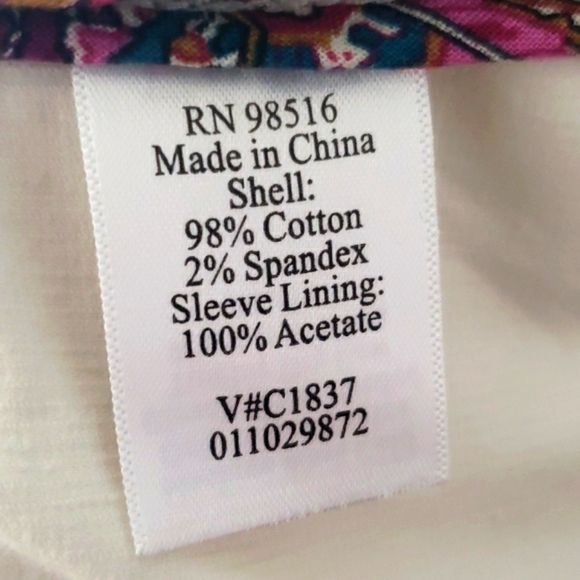 RN 98516
Made in China
Shell:
98% Cotton
2% Spandex
Sleeve Lining:
100% Acetate
V#C1837
011029872